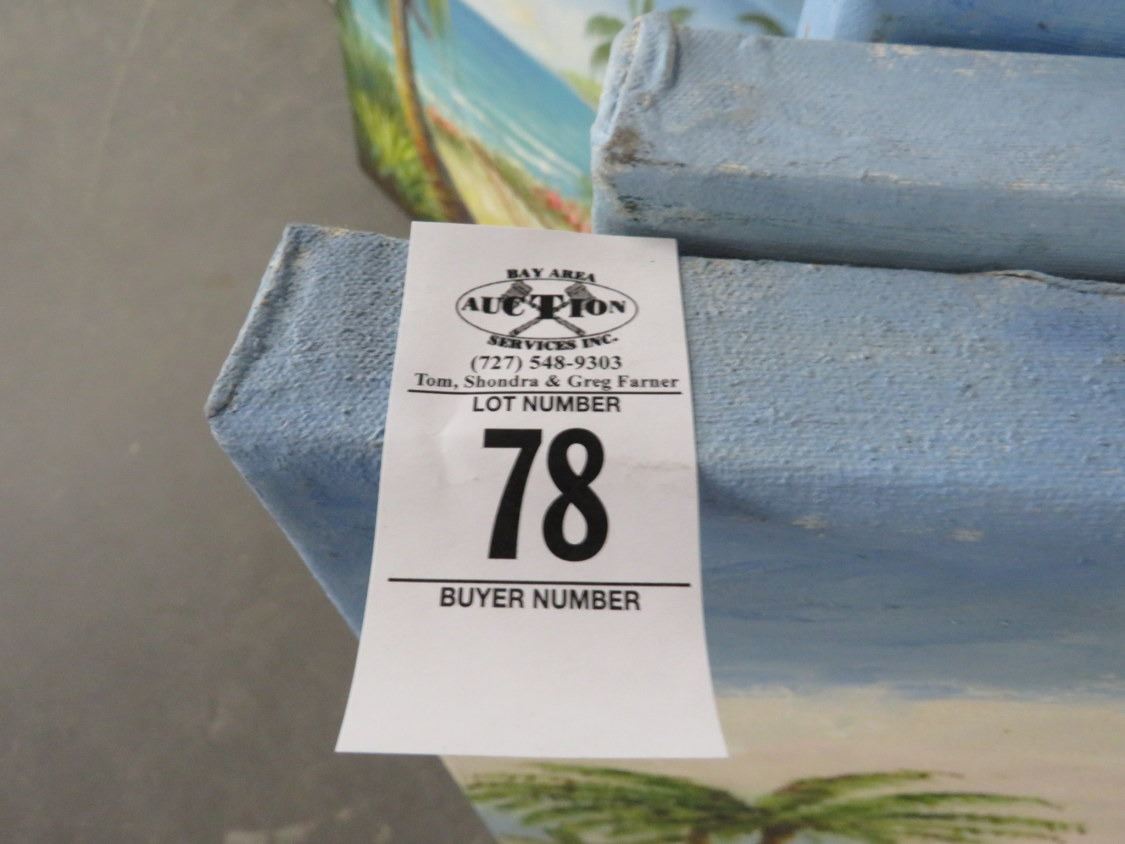 BAY AREA
AUCTION
SERVICES INC.
(727) 548-9303
Tom, Shondra & Greg Farner
LOT NUMBER
78
BUYER NUMBER